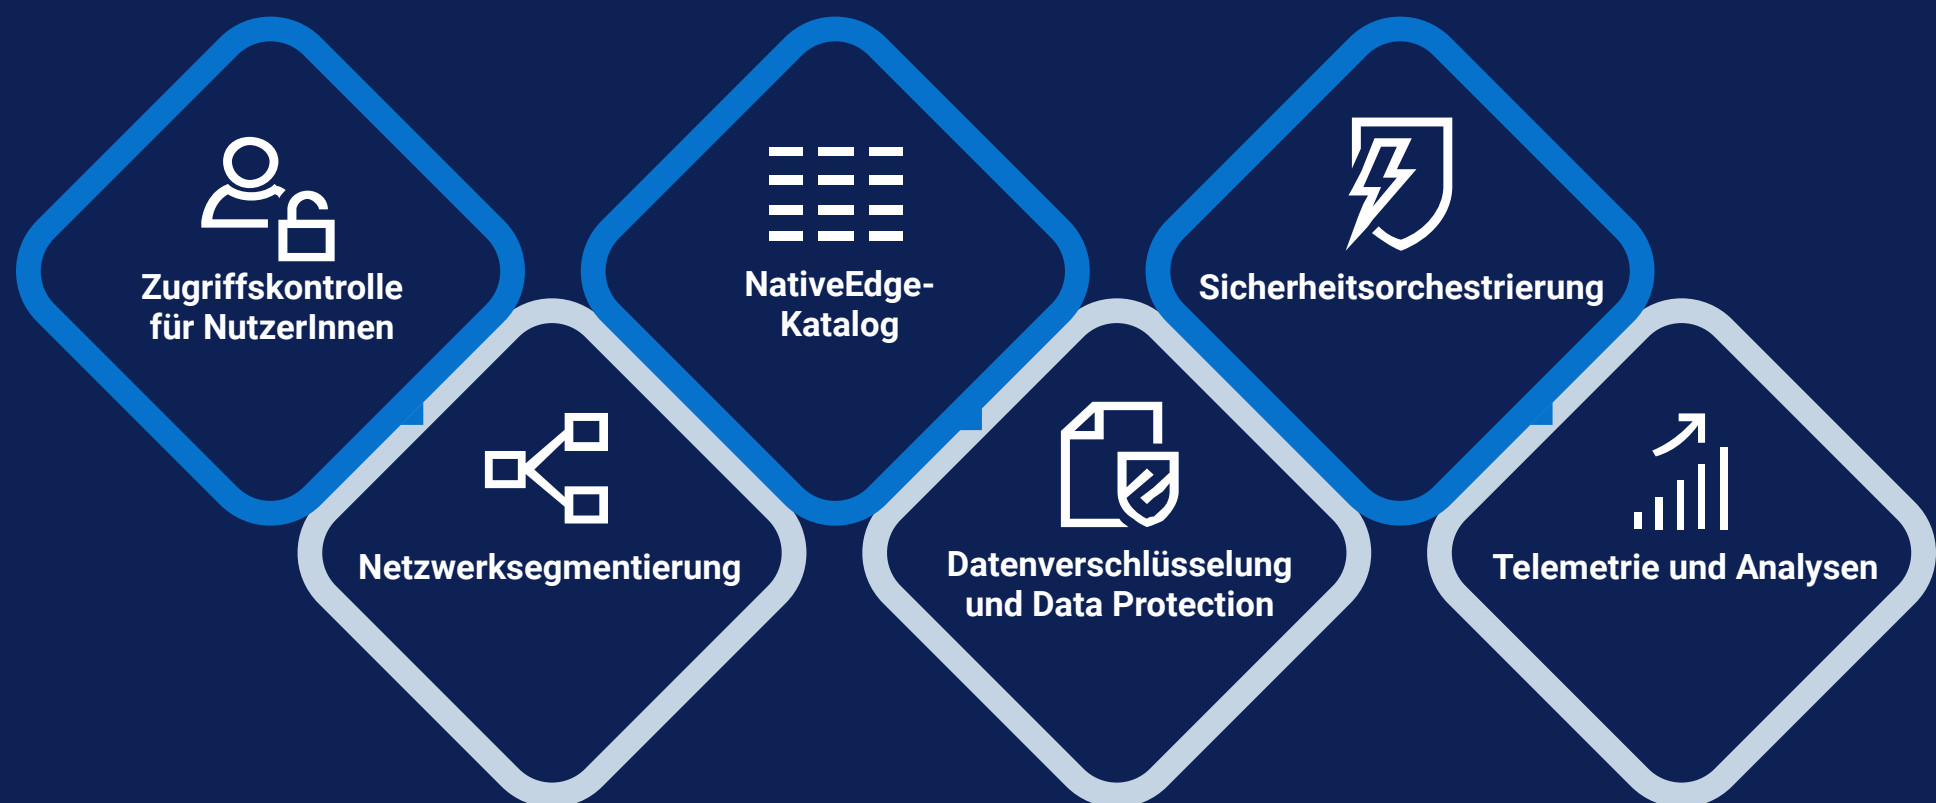 Zugriffskontrolle
für NutzerInnen
NativeEdge-
Katalog
Sicherheitsorchestrierung
Netzwerksegmentierung
Datenverschlüsselung
und Data Protection
Telemetrie und Analysen